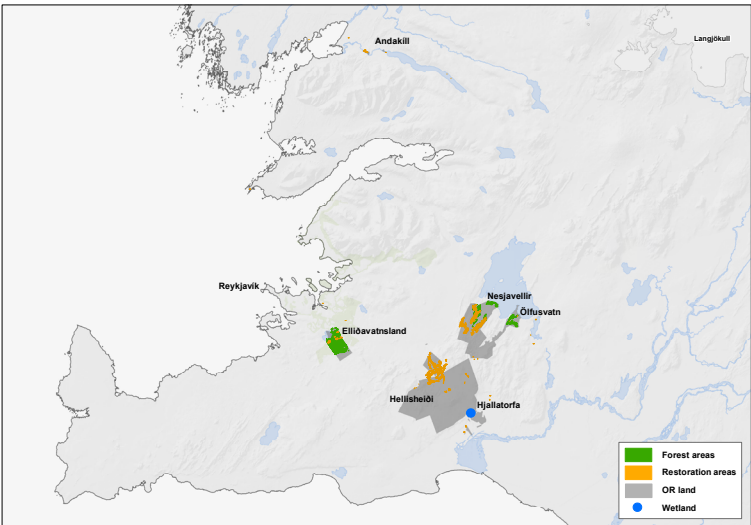 Andakíll
Langjökull
Reykjavík
Nesjavellir
Ölfusvatn
Elliðavatnsland
Hellisheiði
Hjallatorfa
Forest areas
Restoration areas
OR land
Wetland